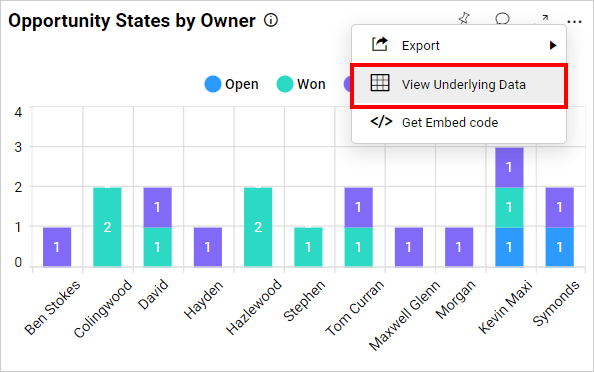 Opportunity States by Owner
Export
View Underlying Data
Get Embed code
Open
Won
4
3
2
1
0
1
2
1
1
1
2
1
1
1
1
1
1
1
1
1
1
Ben Stokes
Colingwood
David
Hayden
Hazlewood
Stephen
Tom Curran
Maxwell Glenn
Morgan
Kevin Maxi
Symonds